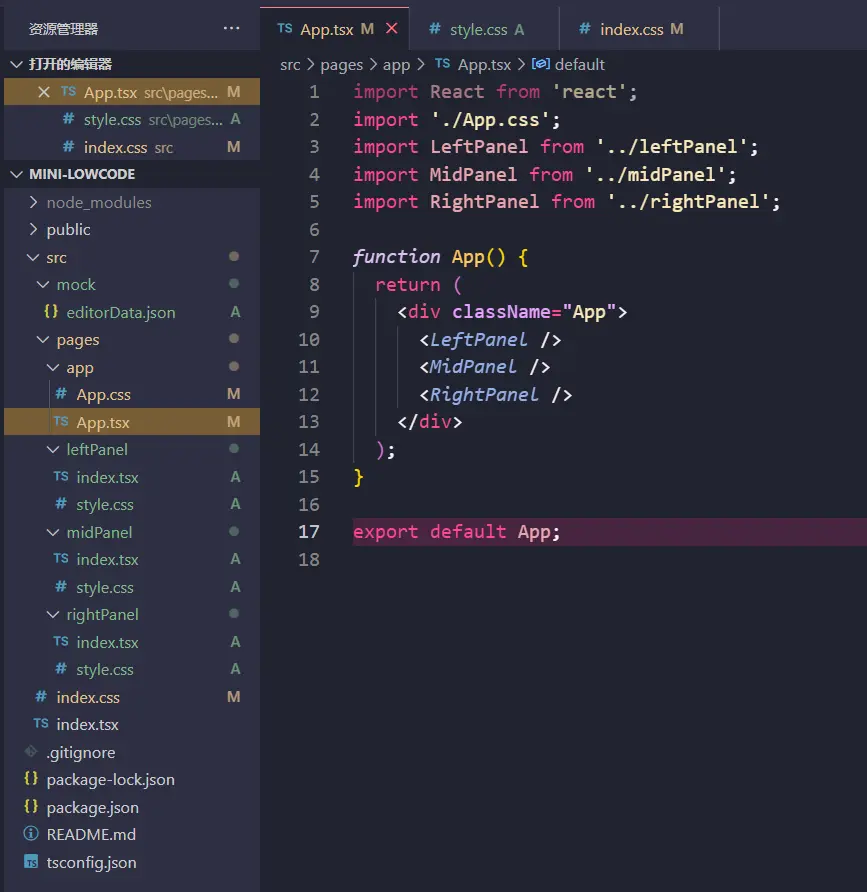 资源管理器 ...
打开的编辑器
TS App.tsx src\pages... M
# style.css src\pages... A
# index.css src M
MINI-LOWCODE
node_modules
public
src
mock
{} editorData.json A
pages
app
# App.css M
TS App.tsx M
leftPanel
TS index.tsx A
# style.css A
midPanel
TS index.tsx A
# style.css A
rightPanel
TS index.tsx A
# style.css A
# index.css M
TS index.tsx
.gitignore
{} package-lock.json
{} package.json
README.md
TS tsconfig.json
TS App.tsx M
# style.css A
# index.css M
src > pages > app > TS App.tsx > default
1 import React from 'react';
2 import './App.css';
3 import LeftPanel from '../leftPanel';
4 import MidPanel from '../midPanel';
5 import RightPanel from '../rightPanel';
6
7 function App() {
8 return (
9 <div className="App">
10 <LeftPanel />
11 <MidPanel />
12 <RightPanel />
13 </div>
14 );
15 }
16
17 export default App;
18